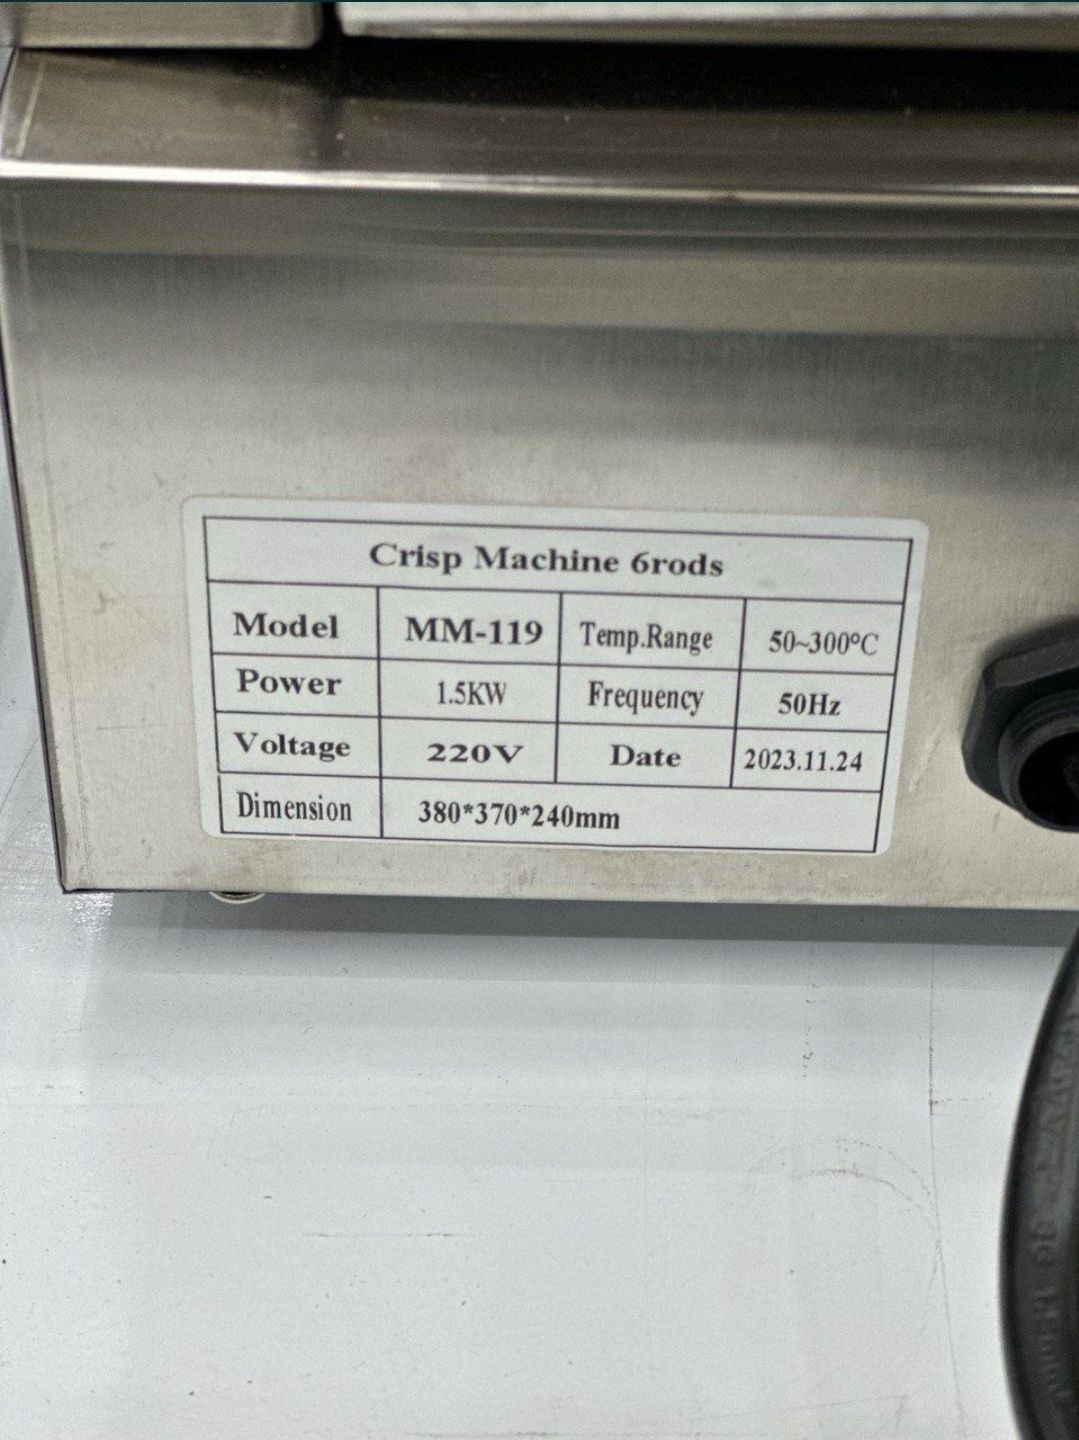 Crisp Machine 6rods
Model MM-119 Temp.Range 50~300°C
Power 1.5KW Frequency 50Hz
Voltage 220V Date 2023.11.24
Dimension 380*370*240mm